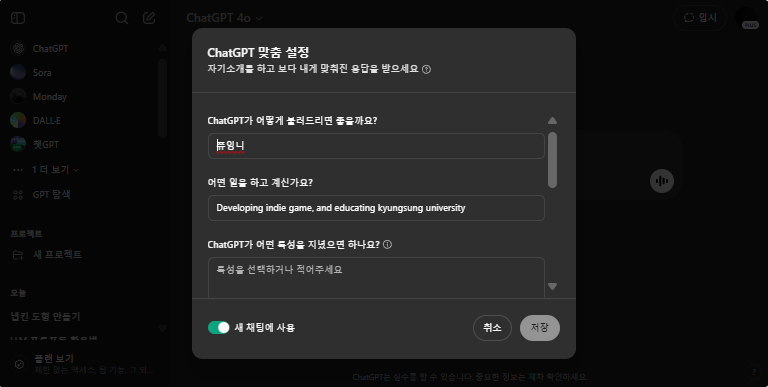 ChatGPT 4o
임시
PLUS
ChatGPT
Sora
Monday
DALL·E
챗GPT
1 더 보기
GPT 탐색
프로젝트
새 프로젝트
오늘
냅킨 도형 만들기
플랜 보기
ChatGPT 맞춤 설정
자기소개를 하고 보다 내게 맞춰진 응답을 받으세요
ChatGPT가 어떻게 불러드리면 좋을까요?
뮤임니
어떤 일을 하고 계신가요?
Developing indie game, and educating kyungsung university
ChatGPT가 어떤 특성을 지녔으면 하나요?
특성을 선택하거나 적어주세요
새 채팅에 사용
취소
저장
ChatGPT는 실수를 할 수 있습니다. 중요한 정보는 재차 확인하세요.
?